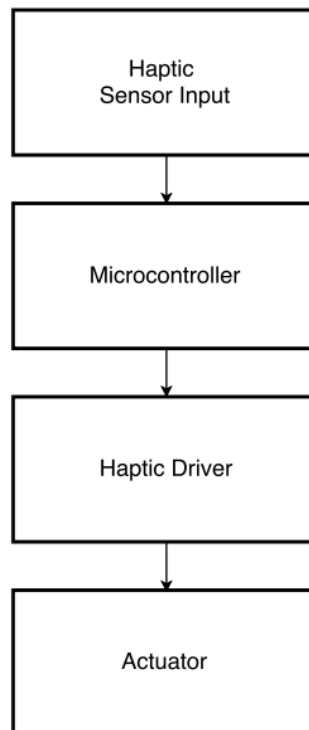 Haptic
Sensor Input
Microcontroller
Haptic Driver
Actuator